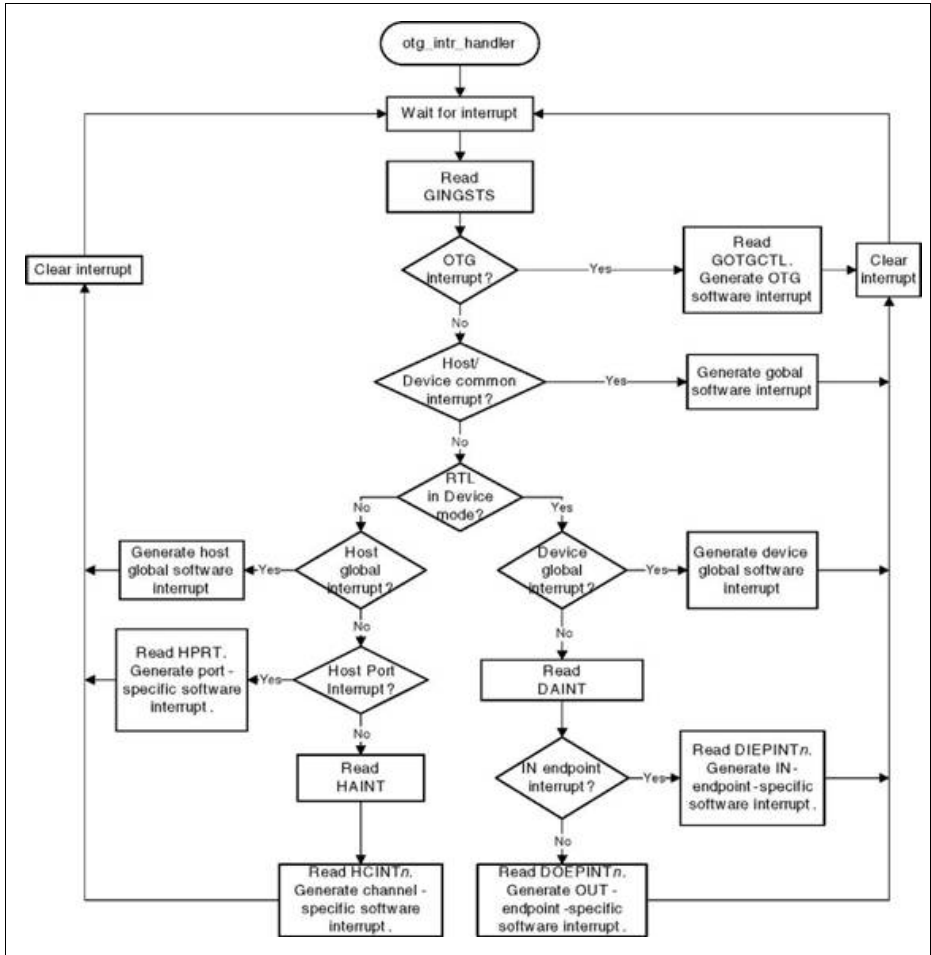 otg_intr_handler
Wait for interrupt
Read
GINGSTS
Clear interrupt
OTG
interrupt?
Yes
Read
GOTGCTL.
Generate OTG
software interrupt
Clear
interrupt
No
Host/
Device common
interrupt?
Yes
Generate gobal
software interrupt
No
RTL
in Device
mode?
No
Yes
Generate host
global software
interrupt
Yes
Host
global
interrupt?
Device
global
interrupt?
Yes
Generate device
global software
interrupt
No
No
Read HPRT.
Generate port -
specific software
interrupt .
Yes
Host Port
Interrupt?
Read
DAINT
No
Read
HAINT
IN endpoint
interrupt?
Yes
Read DIEPINTn.
Generate IN-
endpoint -specific
software interrupt .
No
Read HCINTn.
Generate channel -
specific software
interrupt .
Read DOEPINTn.
Generate OUT -
endpoint -specific
software interrupt .